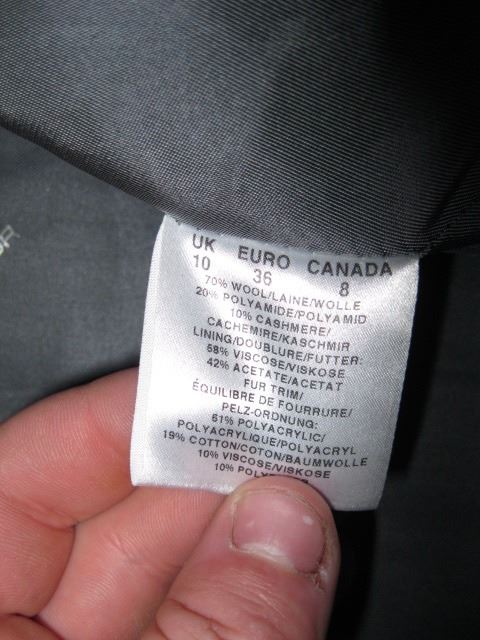 UK EURO CANADA
10 36 8
70% WOOL/LAINE/WOLLE
20% POLYAMIDE/POLYAMID
10% CASHMERE/
CACHEMIRE/KASCHMIR
LINING/DOUBLURE/FUTTER:
58% VISCOSE/VISKOSE
42% ACETATE/ACETAT
FUR TRIM/
ÉQUILIBRE DE FOURRURE/
PELZ-ORDNUNG:
61% POLYACRYLIC/
POLYACRYLIQUE/POLYACRYL
19% COTTON/COTON/BAUMWOLLE
10% VISCOSE/VISKOSE
10%